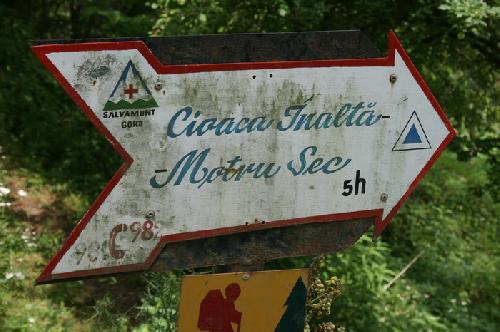 SALVAMONT
GORJ
Cioaca Inaltă-
-Motru Sec
5h